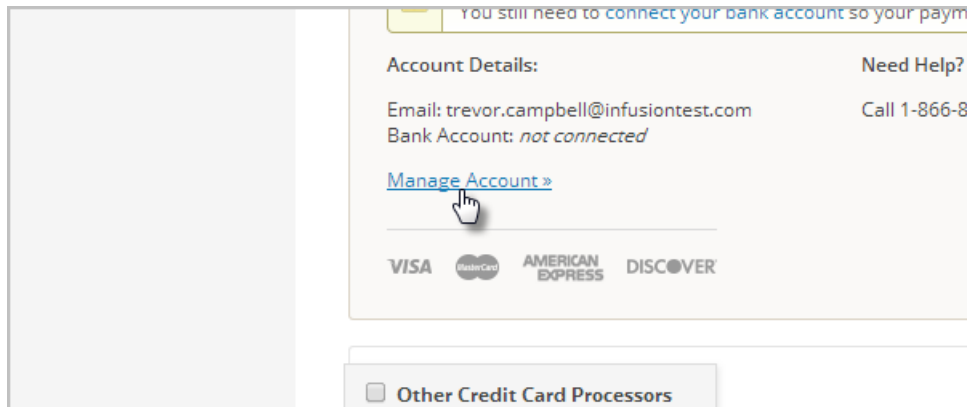 You still need to connect your bank account so your paym
Account Details:
Need Help?
Email: trevor.campbell@infusiontest.com
Call 1-866-8
Bank Account: not connected
Manage Account »
VISA MasterCard AMERICAN EXPRESS DISCOVER
Other Credit Card Processors